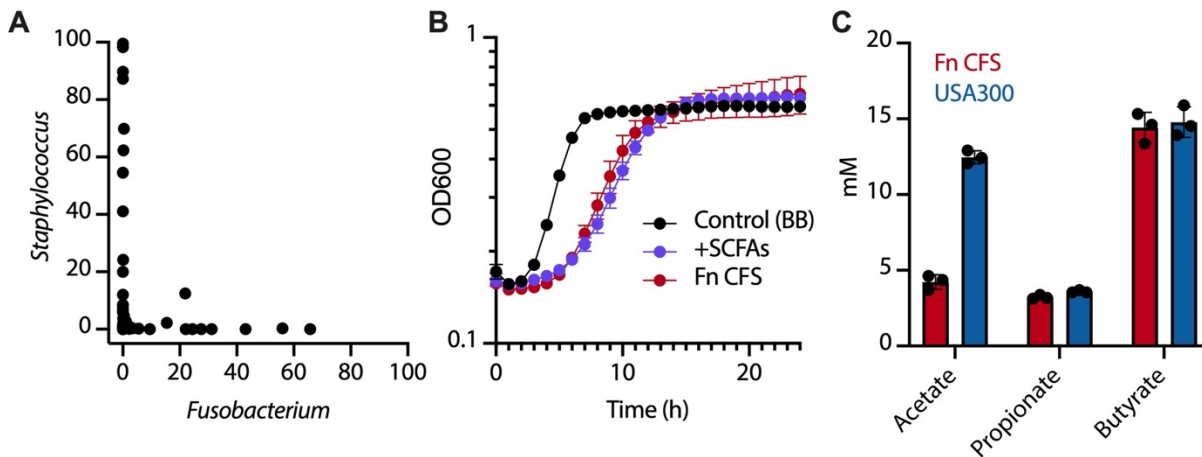 A
100
80
60
40
20
0
Staphylococcus
0 20 40 60 80 100
Fusobacterium
B
1
0.1
OD600
Control (BB)
+SCFAs
Fn CFS
0 10 20
Time (h)
C
20
15
10
5
0
mM
Fn CFS
USA300
Acetate
Propionate
Butyrate